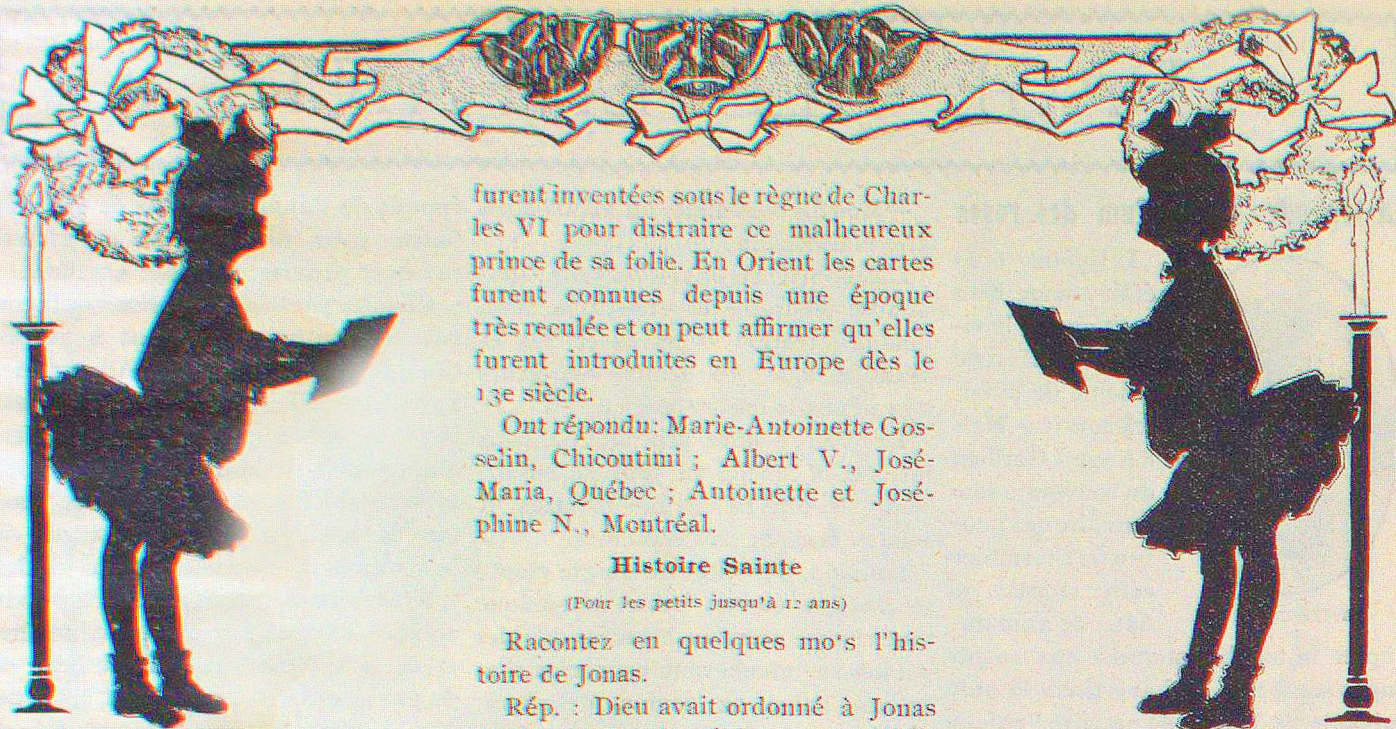 furent inventées sous le règne de Char-
les VI pour distraire ce malheureux
prince de sa folie. En Orient les cartes
furent connues depuis une époque
très reculée et on peut affirmer qu'elles
furent introduites en Europe dès le
13e siècle.
Ont répondu: Marie-Antoinette Gos-
selin, Chicoutimi ; Albert V., José-
Maria, Québec ; Antoinette et José-
phine N., Montréal.
Histoire Sainte
(Pour les petits jusqu'à 12 ans)
Racontez en quelques mo's l'his-
toire de Jonas.
Rép. : Dieu avait ordonné à Jonas